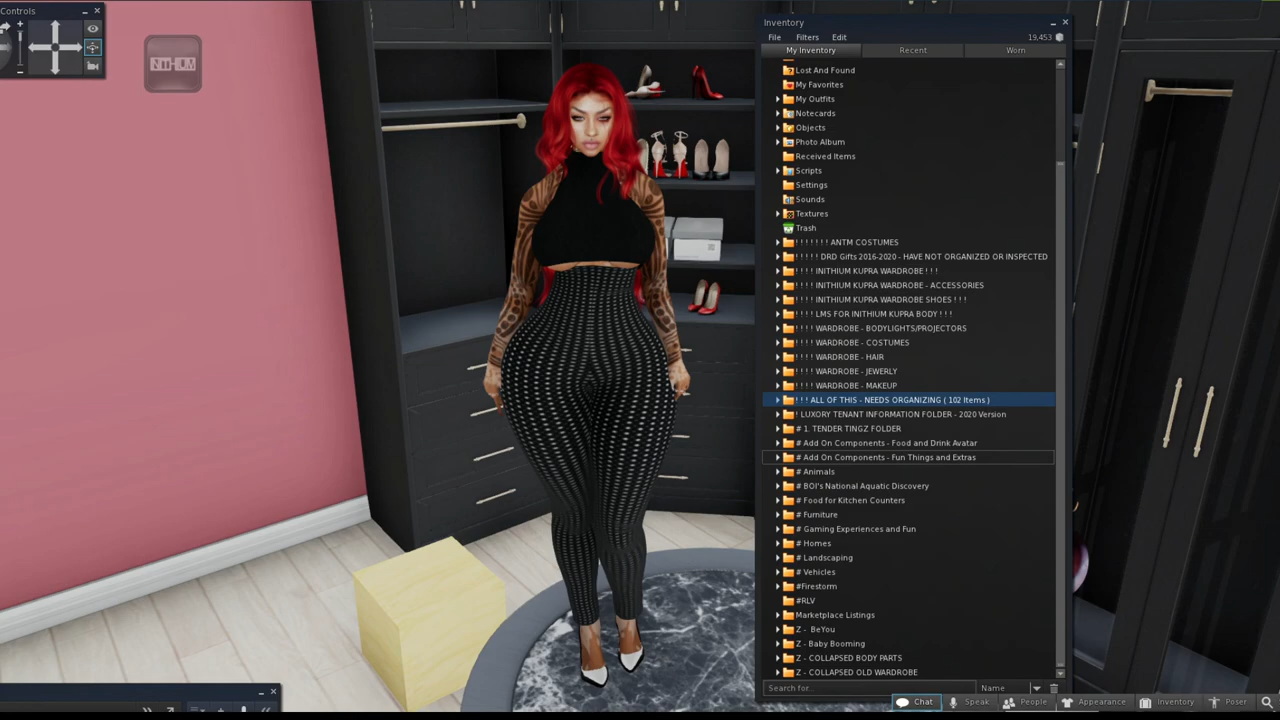 Controls
INITHIUM
Inventory
File Filters Edit 19,453
My Inventory Recent Worn
Lost And Found
My Favorites
My Outfits
Notecards
Objects
Photo Album
Received Items
Scripts
Settings
Sounds
Textures
Trash
! ! ! ! ! ! ! ANTM COSTUMES
! ! ! ! ! DRD Gifts 2016-2020 - HAVE NOT ORGANIZED OR INSPECTED
! ! ! ! INITHIUM KUPRA WARDROBE ! ! !
! ! ! ! INITHIUM KUPRA WARDROBE - ACCESSORIES
! ! ! ! INITHIUM KUPRA WARDROBE SHOES ! ! !
! ! ! ! LMS FOR INITHIUM KUPRA BODY ! ! !
! ! ! ! WARDROBE - BODYLIGHTS/PROJECTORS
! ! ! ! WARDROBE - COSTUMES
! ! ! ! WARDROBE - HAIR
! ! ! ! WARDROBE - JEWERLY
! ! ! ! WARDROBE - MAKEUP
! ! ! ALL OF THIS - NEEDS ORGANIZING ( 102 Items )
! LUXORY TENANT INFORMATION FOLDER - 2020 Version
# 1. TENDER TINGZ FOLDER
# Add On Components - Food and Drink Avatar
# Add On Components - Fun Things and Extras
# Animals
# BOI's National Aquatic Discovery
# Food for Kitchen Counters
# Furniture
# Gaming Experiences and Fun
# Homes
# Landscaping
# Vehicles
#Firestorm
#RLV
Marketplace Listings
Z - BeYou
Z - Baby Booming
Z - COLLAPSED BODY PARTS
Z - COLLAPSED OLD WARDROBE
Search for.. Name
Chat Speak People Appearance Inventory Poser